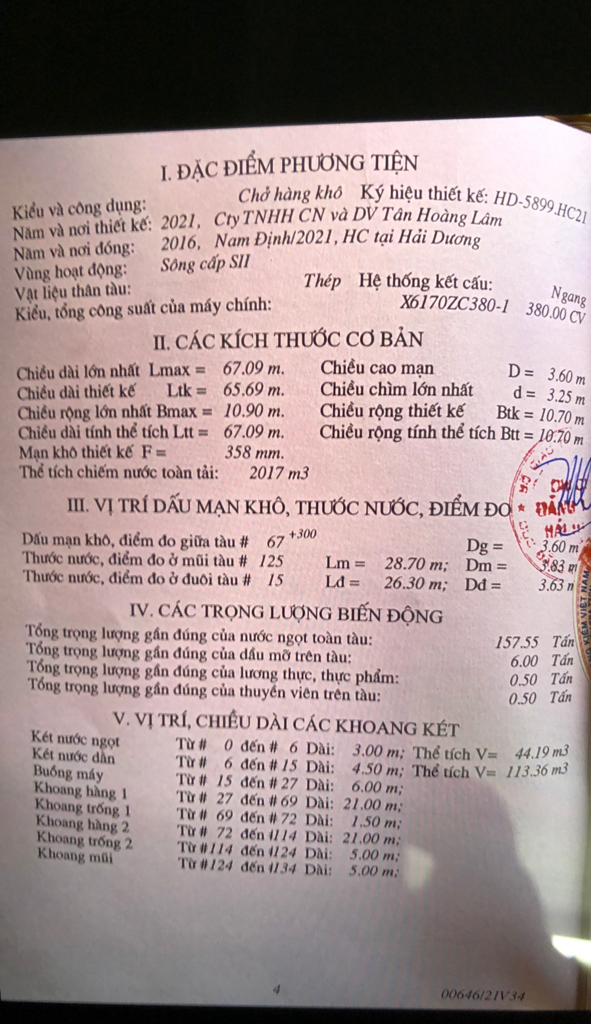 I. ĐẶC ĐIỂM PHƯƠNG TIỆN
Kiểu và công dụng: Chở hàng khô Ký hiệu thiết kế: HD-5899.HC21
Năm và nơi thiết kế: 2021, Cty TNHH CN và DV Tân Hoàng Lâm
Năm và nơi đóng: 2016, Nam Định/2021, HC tại Hải Dương
Vùng hoạt động: Sông cấp SII
Vật liệu thân tàu: Thép Hệ thống kết cấu: Ngang
Kiểu, tổng công suất của máy chính: X6170ZC380-1 380.00 CV
II. CÁC KÍCH THƯỚC CƠ BẢN
Chiều dài lớn nhất Lmax = 67.09 m. Chiều cao mạn D = 3.60 m
Chiều dài thiết kế Ltk = 65.69 m. Chiều chìm lớn nhất d = 3.25 m
Chiều rộng lớn nhất Bmax = 10.90 m. Chiều rộng thiết kế Btk = 10.70 m
Chiều dài tính thể tích Ltt = 67.09 m. Chiều rộng tính thể tích Btt = 10.70 m
Mạn khô thiết kế F = 358 mm.
Thể tích chiếm nước toàn tải: 2017 m3
III. VỊ TRÍ DẤU MẠN KHÔ, THƯỚC NƯỚC, ĐIỂM ĐO
Dấu mạn khô, điểm đo giữa tàu # 67 +300 Dg = 3.60 m
Thước nước, điểm đo ở mũi tàu # 125 Lm = 28.70 m; Dm = 3.83 m
Thước nước, điểm đo ở đuôi tàu # 15 Lđ = 26.30 m; Dđ = 3.63 m
IV. CÁC TRỌNG LƯỢNG BIẾN ĐỘNG
Tổng trọng lượng gần đúng của nước ngọt toàn tàu: 157.55 Tấn
Tổng trọng lượng gần đúng của dầu mỡ trên tàu: 6.00 Tấn
Tổng trọng lượng gần đúng của lương thực, thực phẩm: 0.50 Tấn
Tổng trọng lượng gần đúng của thuyền viên trên tàu: 0.50 Tấn
V. VỊ TRÍ, CHIỀU DÀI CÁC KHOANG KÉT
Két nước ngọt Từ # 0 đến # 6 Dài: 3.00 m; Thể tích V= 44.19 m3
Két nước dằn Từ # 6 đến # 15 Dài: 4.50 m; Thể tích V= 113.36 m3
Buồng máy Từ # 15 đến # 27 Dài: 6.00 m;
Khoang hàng 1 Từ # 27 đến # 69 Dài: 21.00 m;
Khoang trống 1 Từ # 69 đến # 72 Dài: 1.50 m;
Khoang hàng 2 Từ # 72 đến #114 Dài: 21.00 m;
Khoang trống 2 Từ #114 đến #124 Dài: 5.00 m;
Khoang mũi Từ #124 đến #134 Dài: 5.00 m;
4
00646/21V34